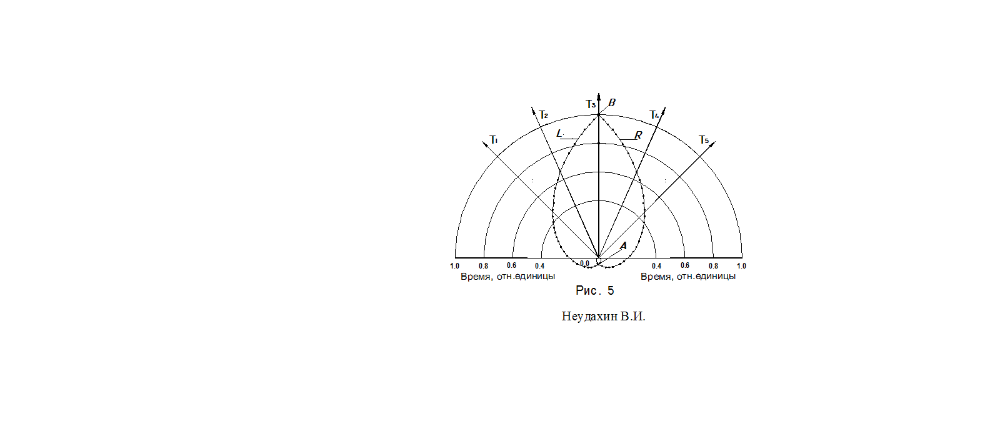 T3 B
T2 T4
L R
T1 T5
A
0.0
1.0 0.8 0.6 0.4 0.4 0.6 0.8 1.0
Время, отн.единицы Время, отн.единицы
Рис. 5
Неудахин В.И.